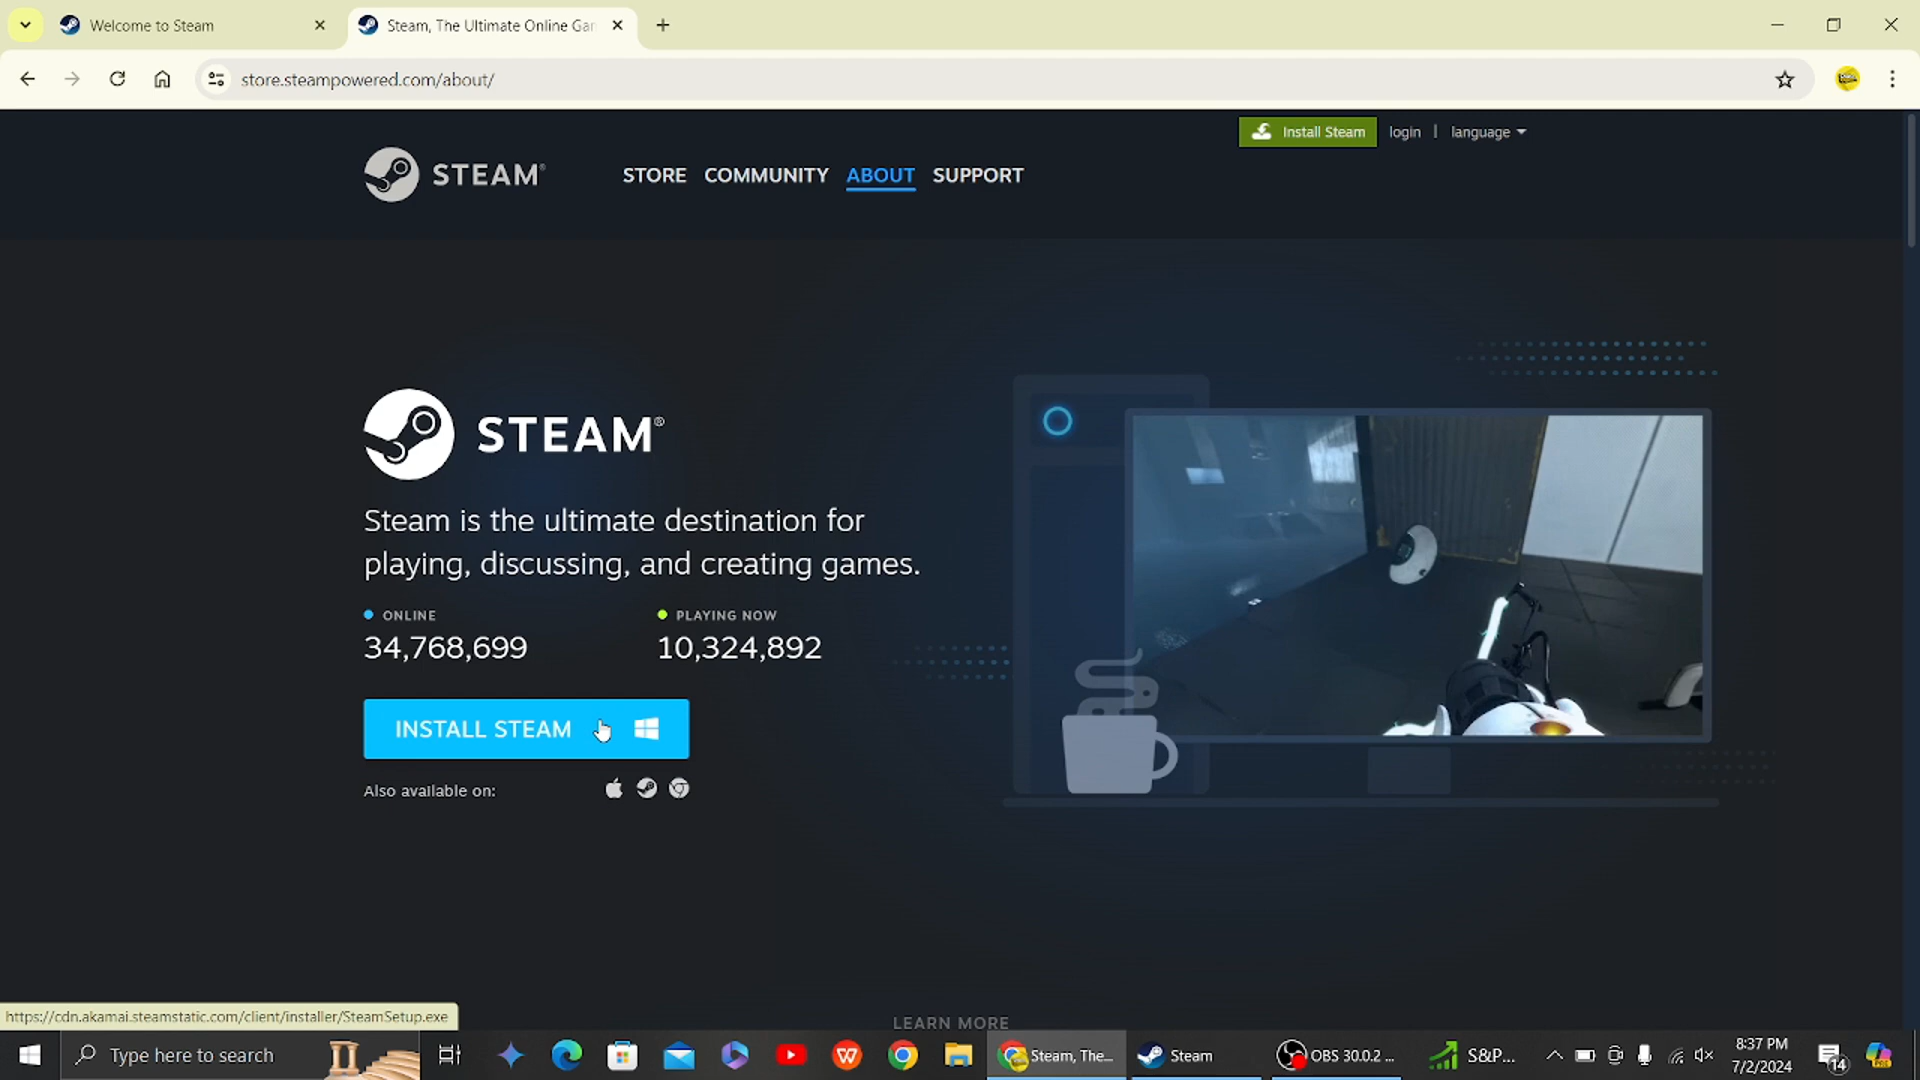 Welcome to Steam
Steam, The Ultimate Online Gar
store.steampowered.com/about/
Install Steam
login | language
STEAM®
STORE COMMUNITY ABOUT SUPPORT
STEAM®
Steam is the ultimate destination for
playing, discussing, and creating games.
ONLINE
34,768,699
PLAYING NOW
10,324,892
INSTALL STEAM
Also available on:
LEARN MORE
https://cdn.akamai.steamstatic.com/client/installer/SteamSetup.exe
Type here to search
Steam, The...
Steam
OBS 30.0.2 ...
S&P...
8:37 PM
7/2/2024
14